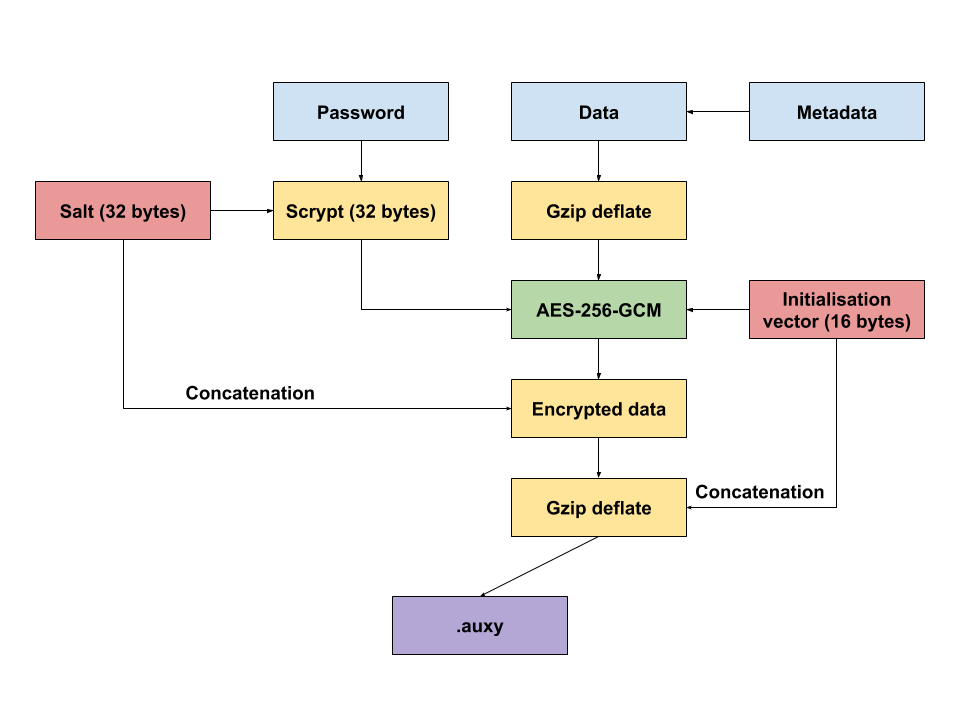 Password
Data
Metadata
Salt (32 bytes)
Scrypt (32 bytes)
Gzip deflate
AES-256-GCM
Initialisation
vector (16 bytes)
Concatenation
Encrypted data
Concatenation
Gzip deflate
.auxy